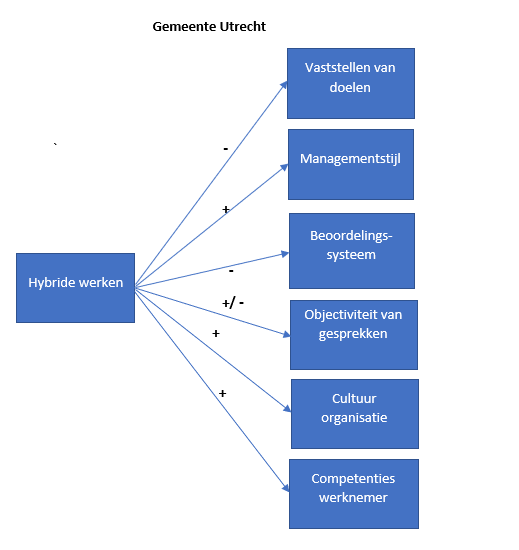 Gemeente Utrecht
Vaststellen van
doelen
`
-
Managementstijl
+
Beoordelings-
systeem
-
Hybride werken
+/ -
Objectiviteit van
gesprekken
+
Cultuur
organisatie
+
Competenties
werknemer